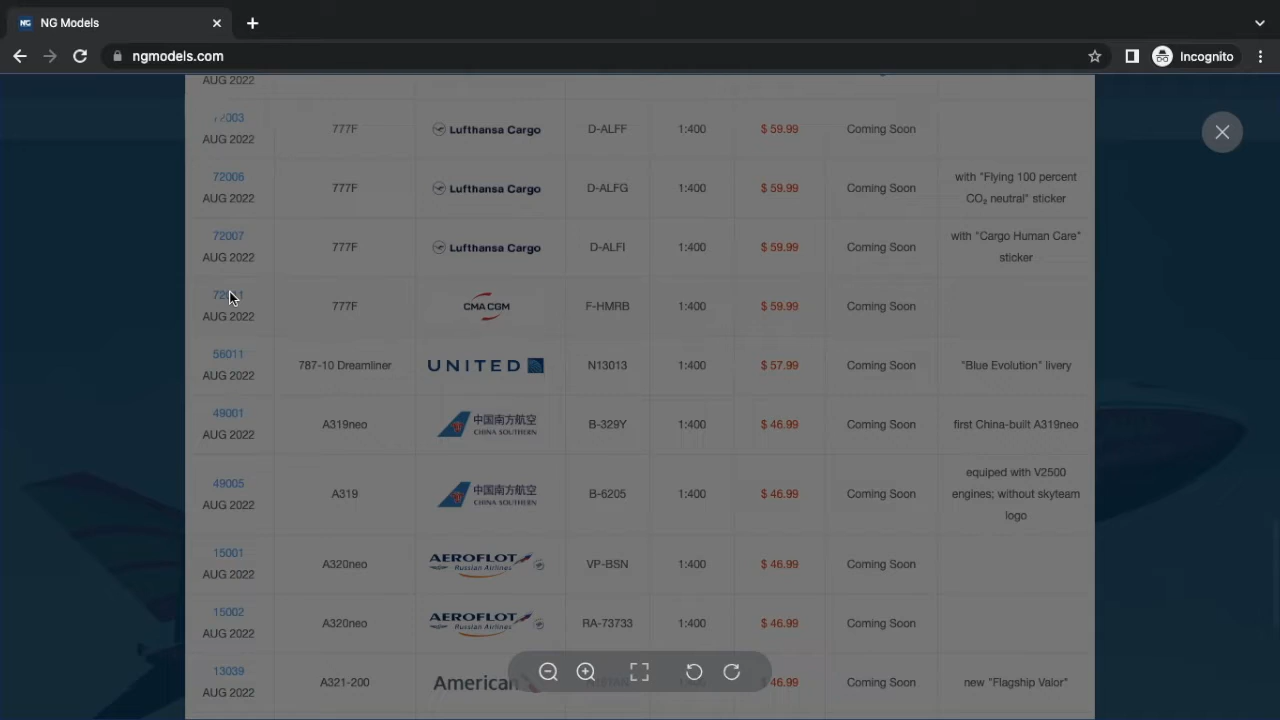 NG NG Models
ngmodels.com
Incognito
AUG 2022
AUG 2022 777F Lufthansa Cargo D-ALFF 1:400 $ 59.99 Coming Soon
72006 AUG 2022 777F Lufthansa Cargo D-ALFG 1:400 $ 59.99 Coming Soon with "Flying 100 percent
CO₂ neutral" sticker
72007 AUG 2022 777F Lufthansa Cargo D-ALFI 1:400 $ 59.99 Coming Soon with "Cargo Human Care"
sticker
AUG 2022 777F CMA CGM F-HMRB 1:400 $ 59.99 Coming Soon
56011 AUG 2022 787-10 Dreamliner UNITED N13013 1:400 $ 57.99 Coming Soon "Blue Evolution" livery
49001 AUG 2022 A319neo 中国南方航空 CHINA SOUTHERN B-329Y 1:400 $ 46.99 Coming Soon first China-built A319neo
49005 AUG 2022 A319 中国南方航空 CHINA SOUTHERN B-6205 1:400 $ 46.99 Coming Soon equiped with V2500
engines; without skyteam
logo
15001 AUG 2022 A320neo AEROFLOT Russian Airlines VP-BSN 1:400 $ 46.99 Coming Soon
15002 AUG 2022 A320neo AEROFLOT Russian Airlines RA-73733 1:400 $ 46.99 Coming Soon
13039 AUG 2022 A321-200 American 46.99 Coming Soon new "Flagship Valor"